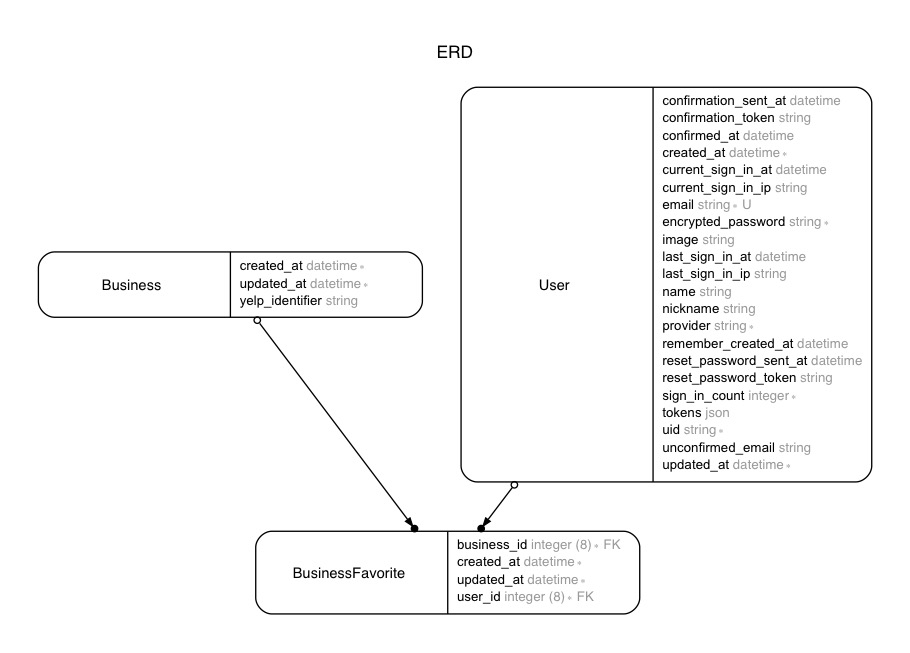 ERD
Business
created_at datetime *
updated_at datetime *
yelp_identifier string
User
confirmation_sent_at datetime
confirmation_token string
confirmed_at datetime
created_at datetime *
current_sign_in_at datetime
current_sign_in_ip string
email string * U
encrypted_password string *
image string
last_sign_in_at datetime
last_sign_in_ip string
name string
nickname string
provider string *
remember_created_at datetime
reset_password_sent_at datetime
reset_password_token string
sign_in_count integer *
tokens json
uid string *
unconfirmed_email string
updated_at datetime *
BusinessFavorite
business_id integer (8) * FK
created_at datetime *
updated_at datetime *
user_id integer (8) * FK